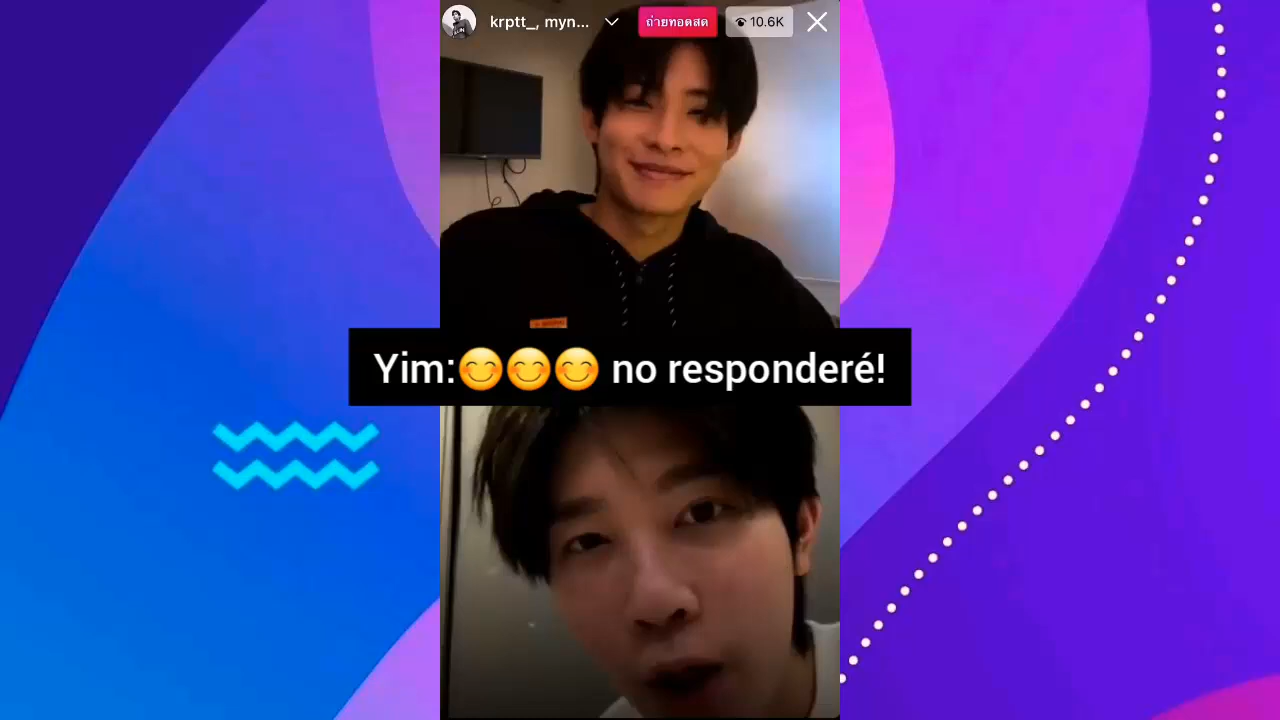 krptt_, myn... ถ่ายทอดสด 10.6K
Yim:😊😊😊 no responderé!